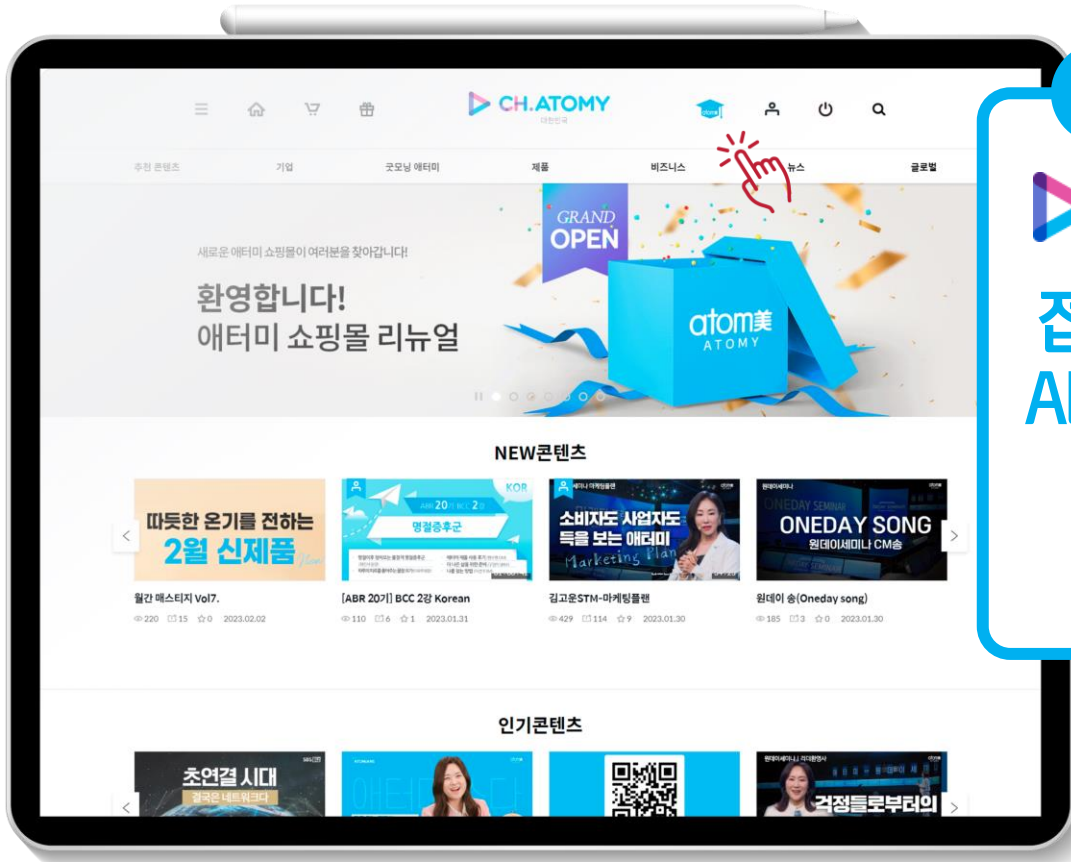 CH.ATOMY
대한민국
추천 콘텐츠 기업 굿모닝 애터미 제품 비즈니스 뉴스 글로벌
새로운 애터미 쇼핑몰이 여러분을 찾아갑니다!
환영합니다!
애터미 쇼핑몰 리뉴얼
GRAND
OPEN
atom美
ATOMY
접
NEW콘텐츠
따듯한 온기를 전하는
2월 신제품
KOR
ABR 20기 BCC 2강
명절증후군
소비자도 사업자도
득을 보는 애터미
Marketing Plan
원데이세미나
ONEDAY SEMINAR
ONEDAY SONG
원데이세미나 CM송
월간 매스티지 Vol7.
220 15 0 2023.02.02
[ABR 20기] BCC 2강 Korean
110 6 1 2023.01.31
김고운STM-마케팅플랜
429 114 9 2023.01.30
원데이 송(Oneday song)
185 3 0 2023.01.30
인기콘텐츠
초연결 시대
결국은 네트워크다
걱정들로부터의